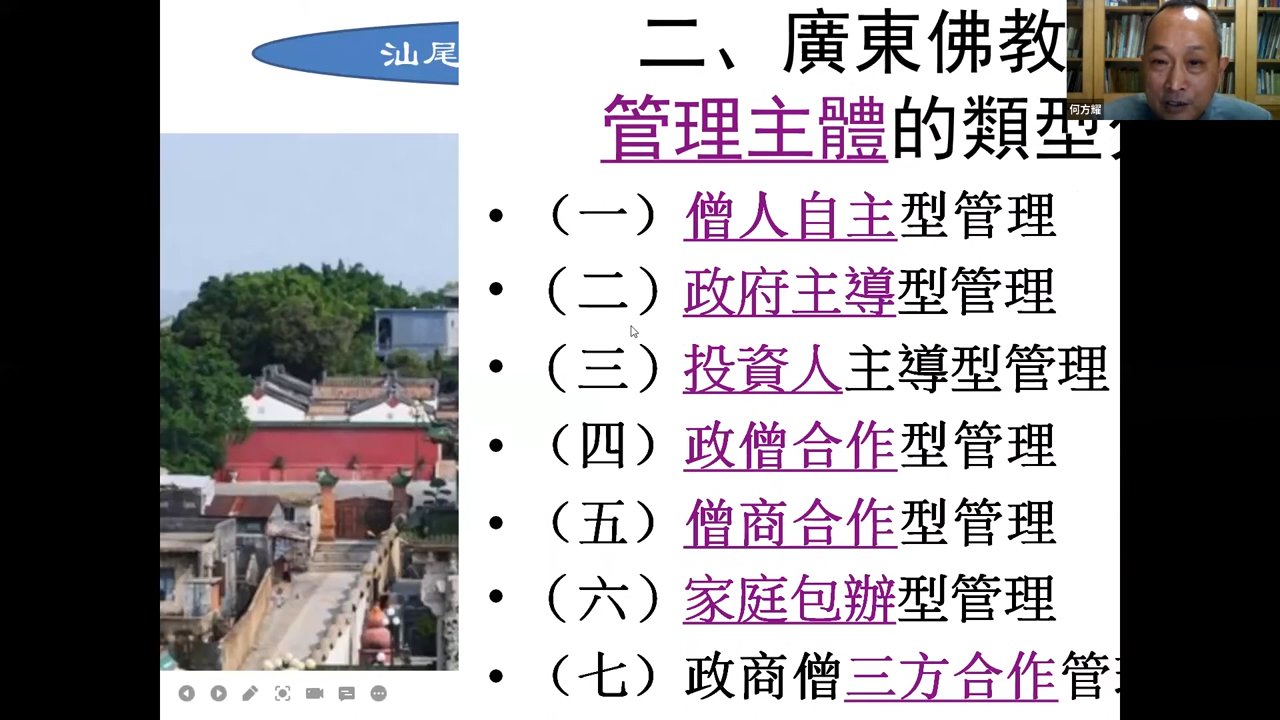 汕尾
二、廣東佛教
管理主體的類型
何方耀
• （一）僧人自主型管理
• （二）政府主導型管理
• （三）投資人主導型管理
• （四）政僧合作型管理
• （五）僧商合作型管理
• （六）家庭包辦型管理
• （七）政商僧三方合作管